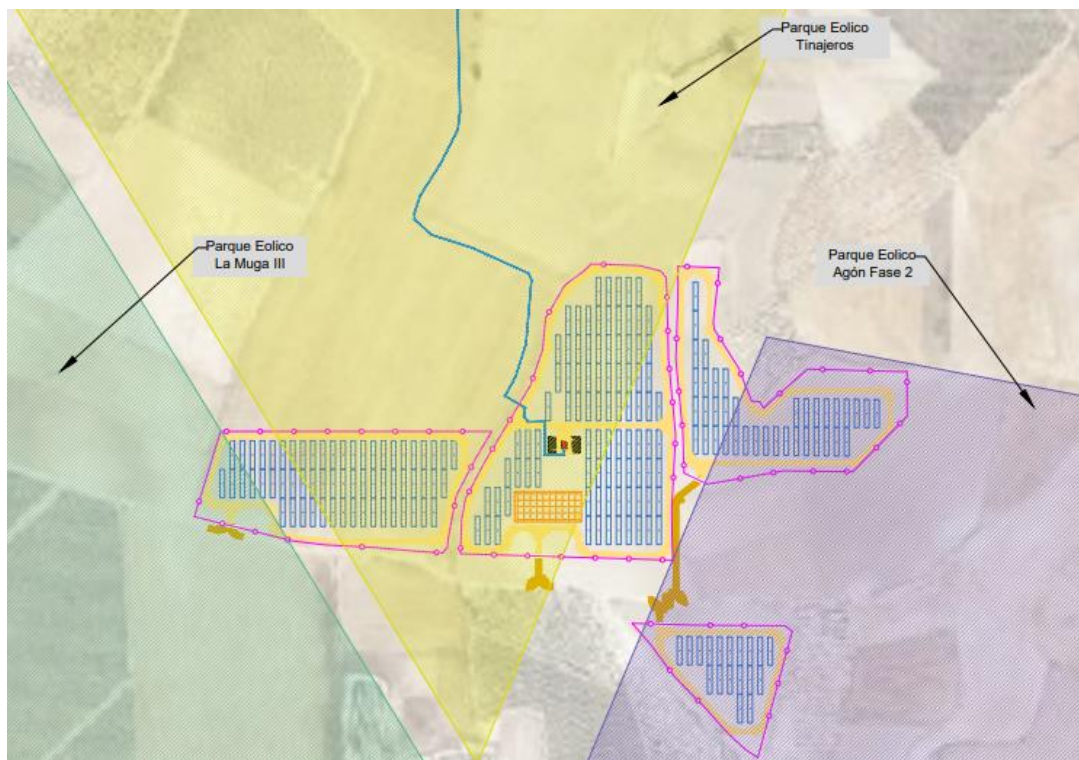 Parque Eolico
Tinajeros
Parque Eolico
La Muga III
Parque Eolico
Agón Fase 2